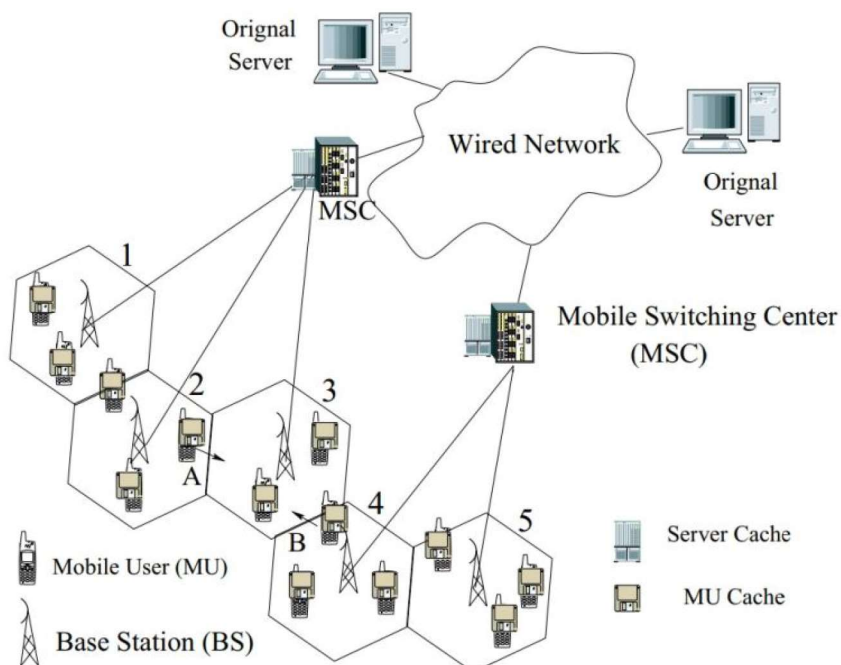 Orignal
Server
Wired Network
Orignal
Server
MSC
1
Mobile Switching Center
(MSC)
2
3
A
4
B
5
Server Cache
Mobile User (MU)
MU Cache
Base Station (BS)